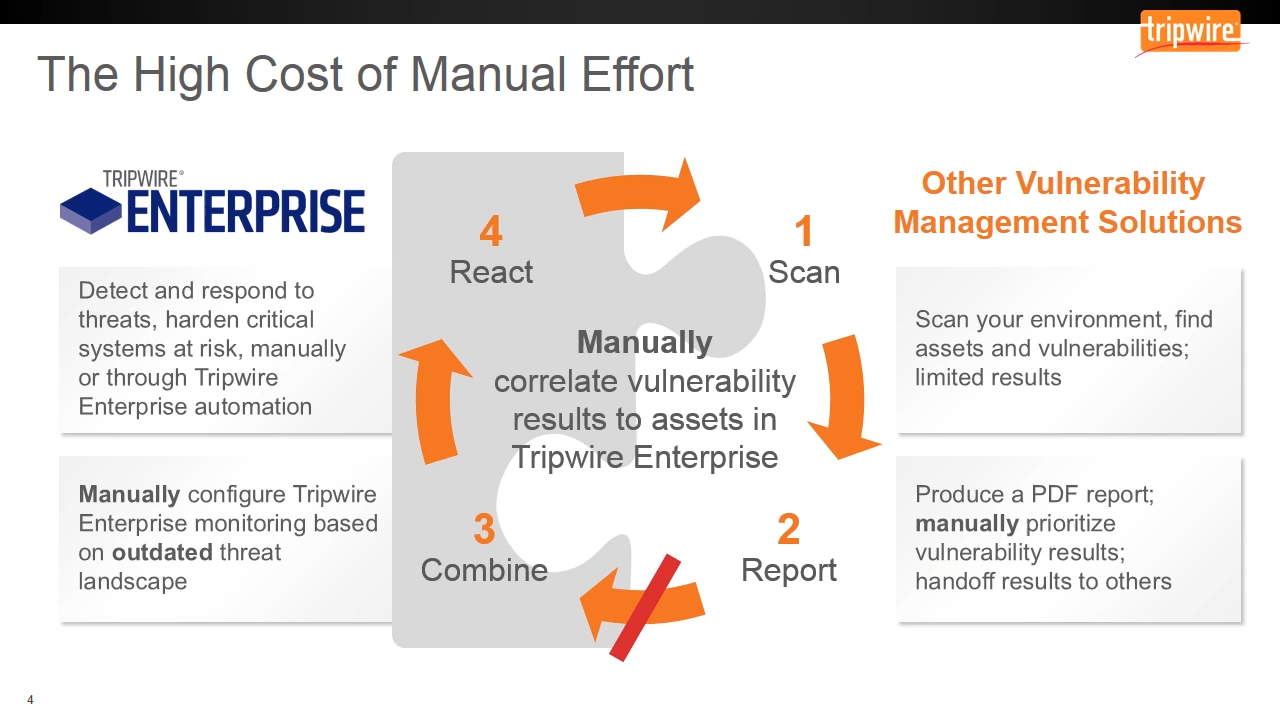 tripwire
The High Cost of Manual Effort
TRIPWIRE®
ENTERPRISE
Detect and respond to
threats, harden critical
systems at risk, manually
or through Tripwire
Enterprise automation
Manually configure Tripwire
Enterprise monitoring based
on outdated threat
landscape
4
React
1
Scan
Manually
correlate vulnerability
results to assets in
Tripwire Enterprise
3
Combine
2
Report
Other Vulnerability
Management Solutions
Scan your environment, find
assets and vulnerabilities;
limited results
Produce a PDF report;
manually prioritize
vulnerability results;
handoff results to others
4